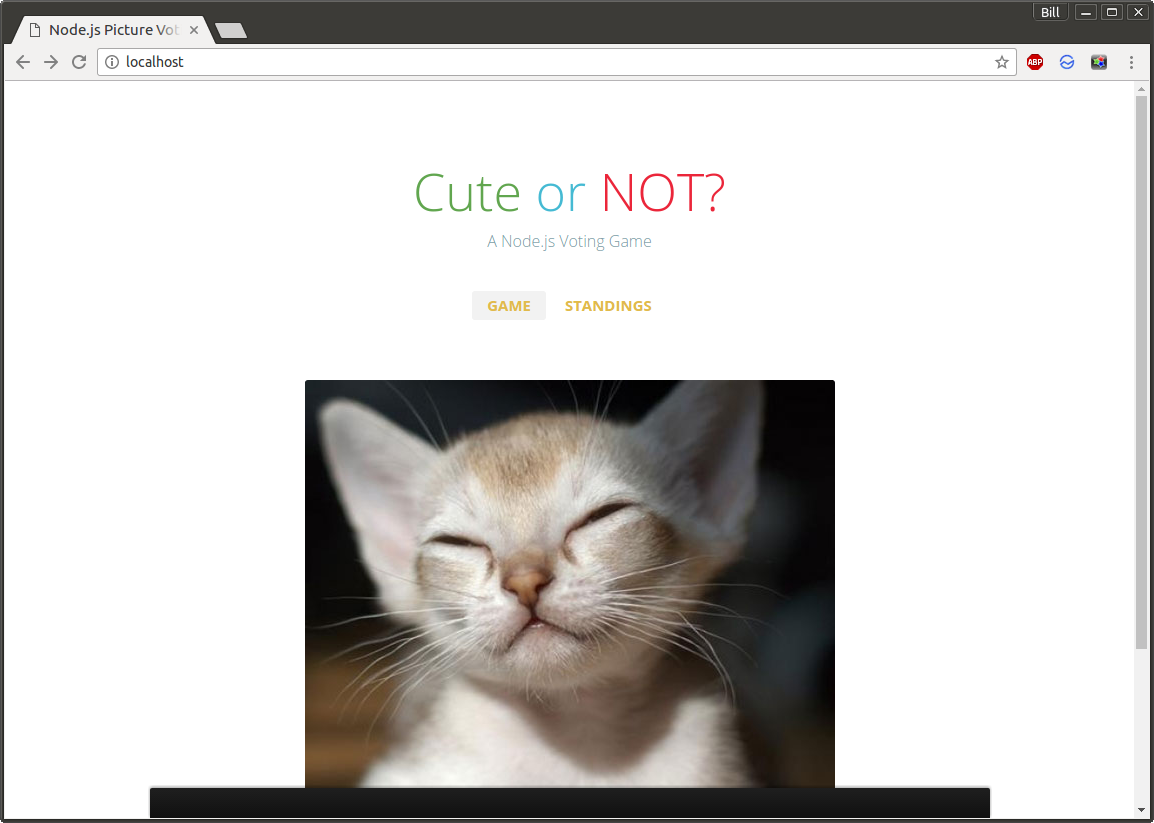 Bill
Node.js Picture Vot
localhost
ABP
Cute or NOT?
A Node.js Voting Game
GAME STANDINGS